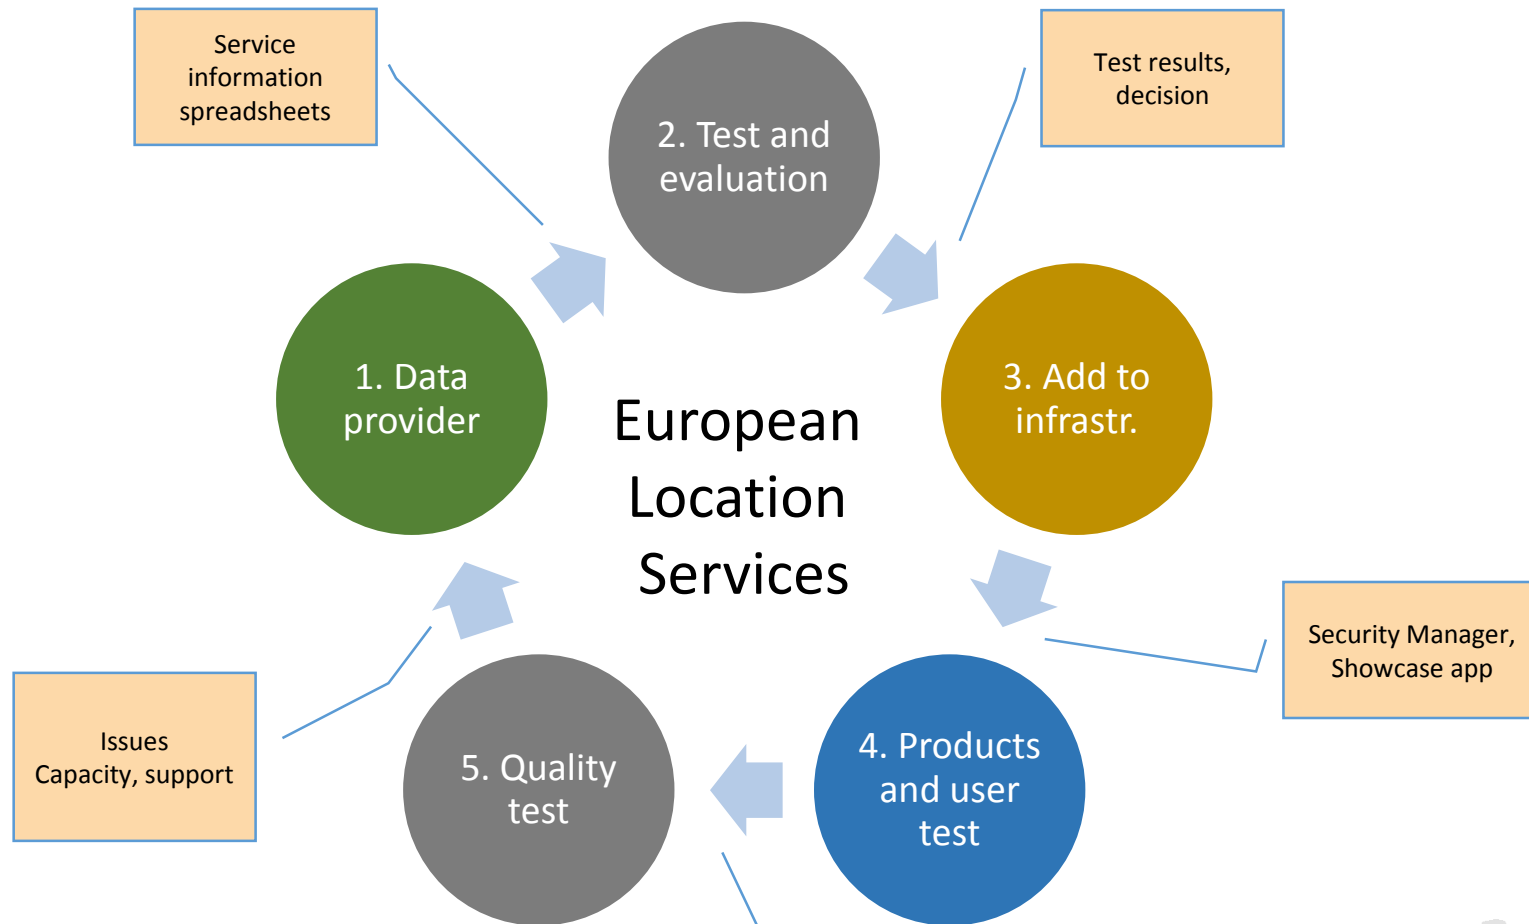 Service
information
spreadsheets
2. Test and
evaluation
Test results,
decision
1. Data
provider
3. Add to
infrastr.
European
Location
Services
Security Manager,
Showcase app
Issues
Capacity, support
5. Quality
test
4. Products
and user
test